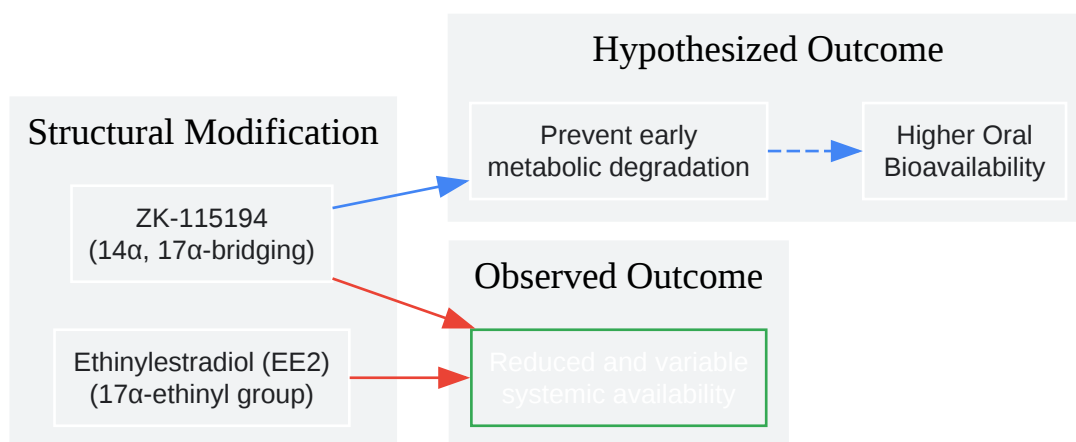 Hypothesized Outcome
Structural Modification
Prevent early
metabolic degradation
Higher Oral
Bioavailability
ZK-115194
(14α, 17α-bridging)
Observed Outcome
Ethinylestradiol (EE2)
(17α-ethinyl group)
Reduced and variable
systemic availability